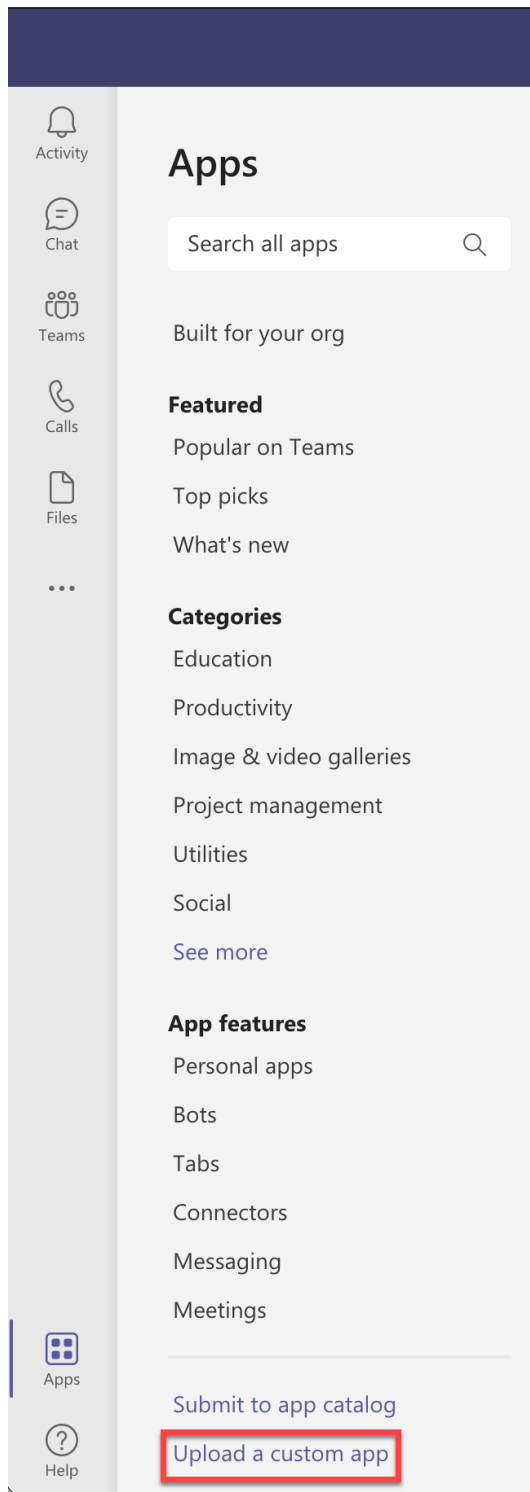 Activity
Chat
Teams
Calls
Files
Apps
Help
Apps
Search all apps
Built for your org
Featured
Popular on Teams
Top picks
What's new
Categories
Education
Productivity
Image & video galleries
Project management
Utilities
Social
See more
App features
Personal apps
Bots
Tabs
Connectors
Messaging
Meetings
Submit to app catalog
Upload a custom app